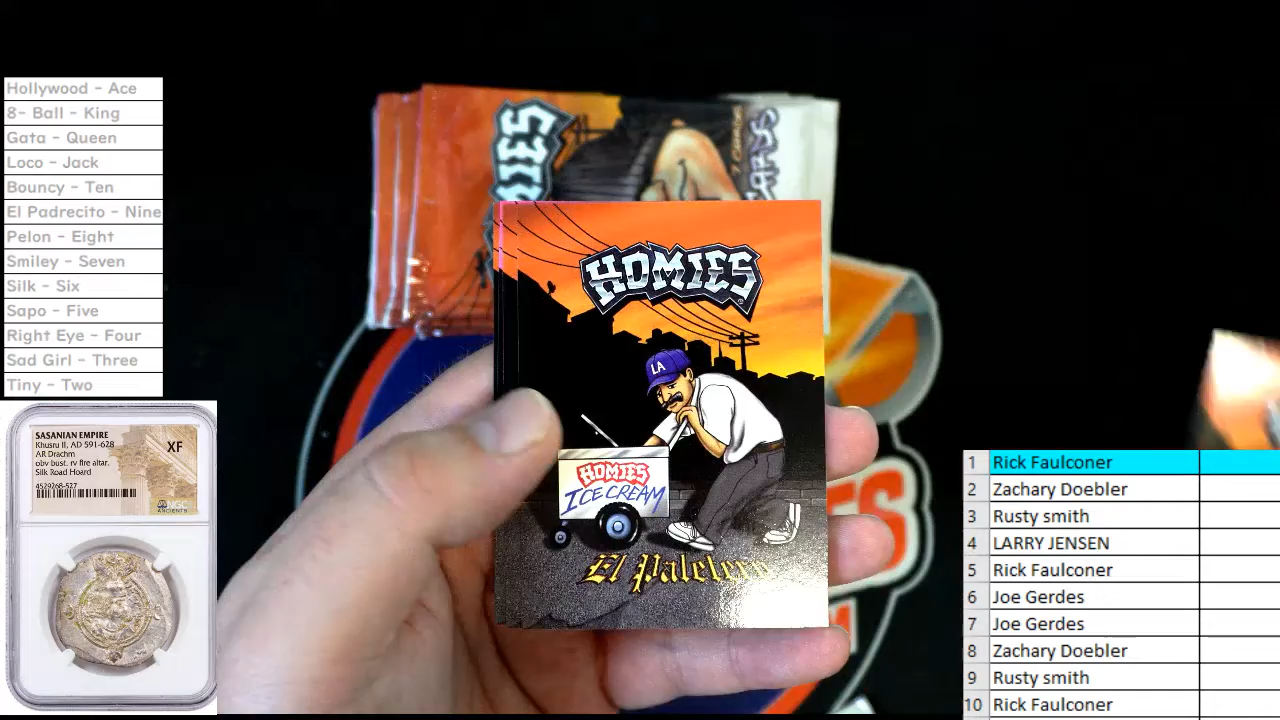 Hollywood - Ace
8- Ball - King
Gata - Queen
Loco - Jack
Bouncy - Ten
El Padrecito - Nine
Pelon - Eight
Smiley - Seven
Silk - Six
Sapo - Five
Right Eye - Four
Sad Girl - Three
Tiny - Two
SASANIAN EMPIRE
Khusru II, AD 591-628
AR Drachm
obv bust. rv fire altar.
Silk Road Hoard
4529268-527
XF
NGC
ANCIENTS
HOMIES
LA
HOMIES
ICE CREAM
El Paletero
1 Rick Faulconer
2 Zachary Doebler
3 Rusty smith
4 LARRY JENSEN
5 Rick Faulconer
6 Joe Gerdes
7 Joe Gerdes
8 Zachary Doebler
9 Rusty smith
10 Rick Faulconer